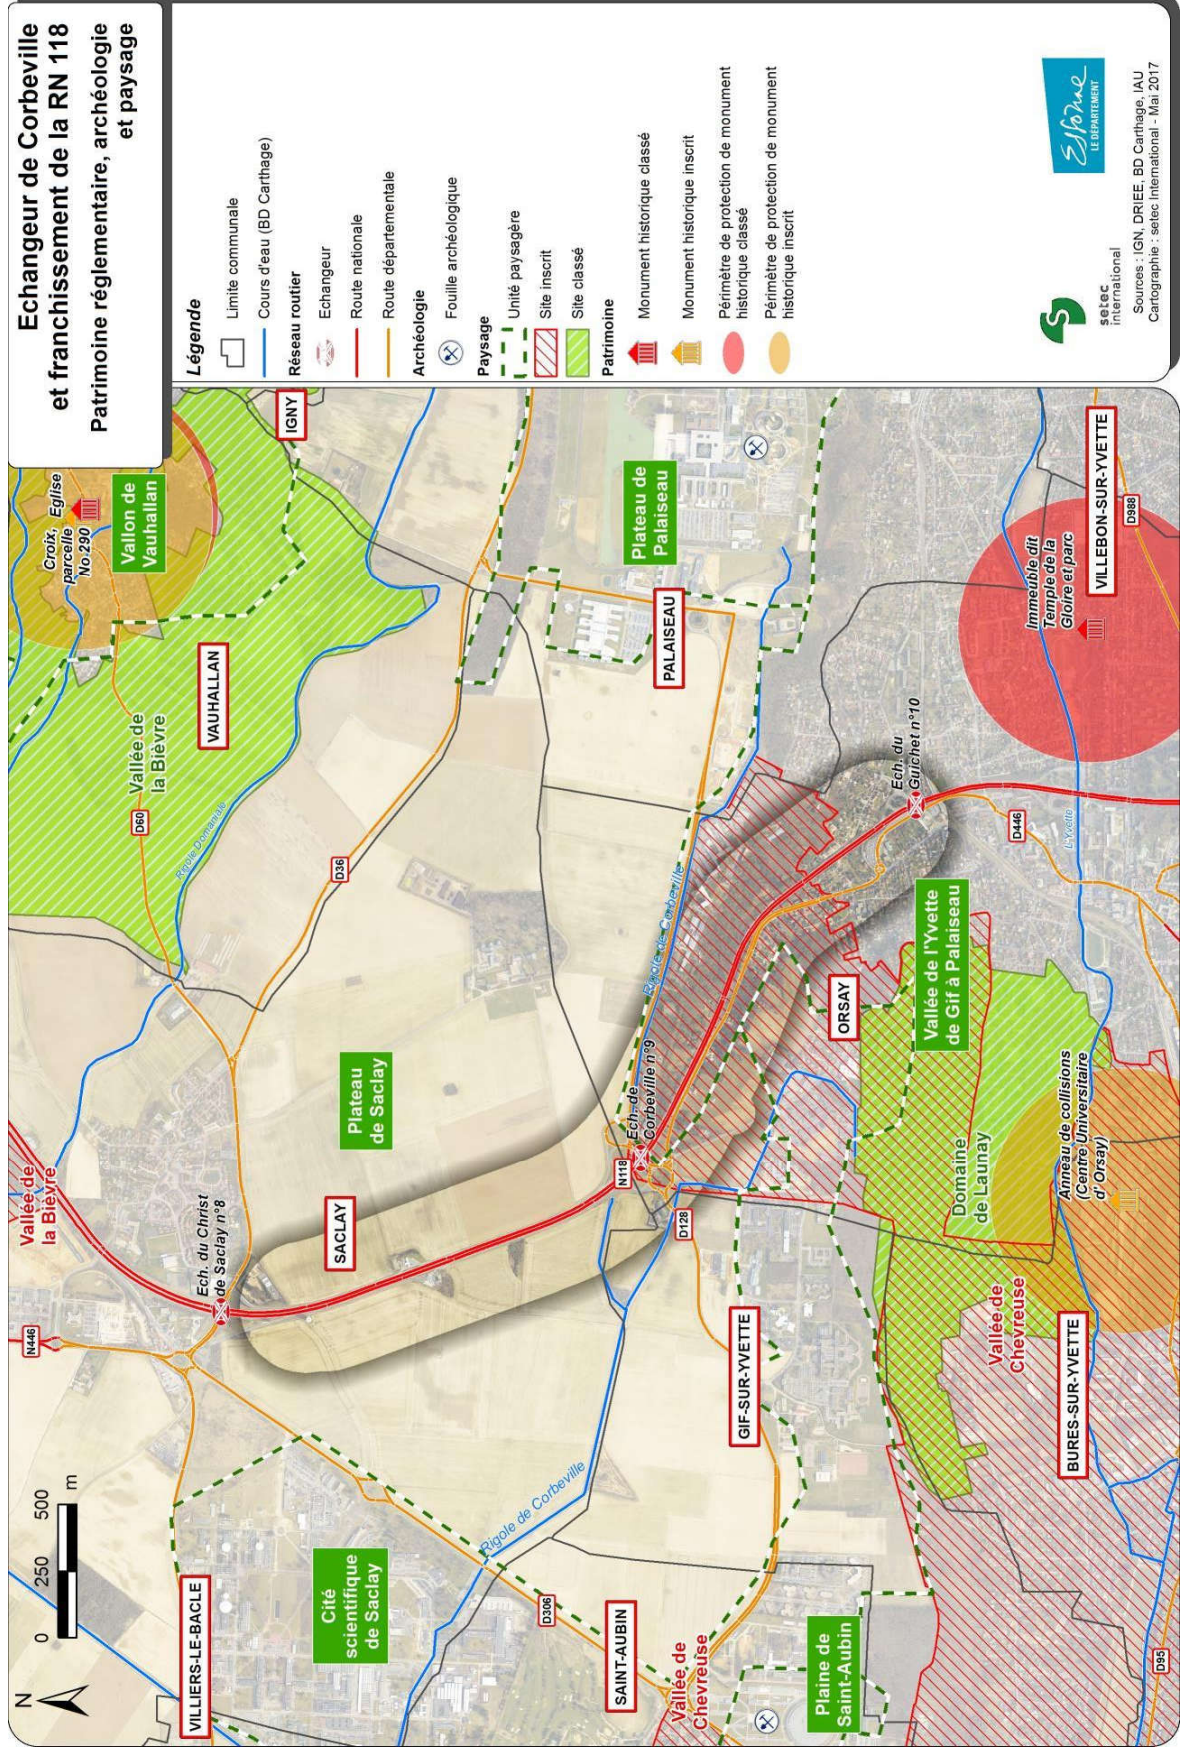 Echangeur de Corbeville
et franchissement de la RN 118
Patrimoine réglementaire, archéologie
et paysage
Légende
Limite communale
Cours d'eau (BD Carthage)
Réseau routier
Echangeur
Route nationale
Route départementale
Archéologie
Fouille archéologique
Paysage
Unité paysagère
Site inscrit
Site classé
Patrimoine
Monument historique classé
Monument historique inscrit
Périmètre de protection de monument
historique classé
Périmètre de protection de monument
historique inscrit
setec
international
Essonne
LE DÉPARTEMENT
Sources : IGN, DRIEE, BD Carthage, IAU
Cartographie : setec International - Mai 2017
N
0 250 500
m
N446
Vallée de
la Bièvre
Ech. du Christ
de Saclay n°8
D60
Vallée de
la Bièvre
Rigole Domaniale
VAUHALLAN
Croix,
parcelle
No.290
Eglise
Vallon de
Vauhallan
IGNY
VILLIERS-LE-BACLE
Cité
scientifique
de Saclay
SACLAY
Plateau
de Saclay
D36
Rigole de Corbeville
D306
SAINT-AUBIN
Vallée de
Chevreuse
N118
Ech. de
Corbeville n°9
D128
Rigole de Corbeville
PALAISEAU
Plateau de
Palaiseau
GIF-SUR-YVETTE
Plaine de
Saint-Aubin
ORSAY
Ech. du
Guichet n°10
Vallée de l'Yvette
de Gif à Palaiseau
Domaine
de Launay
Vallée de
Chevreuse
D446
L'Yvette
Immeuble dit
Temple de la
Gloire et parc
VILLEBON-SUR-YVETTE
D988
BURES-SUR-YVETTE
Anneau de collisions
(Centre Universitaire
d' Orsay)
D95